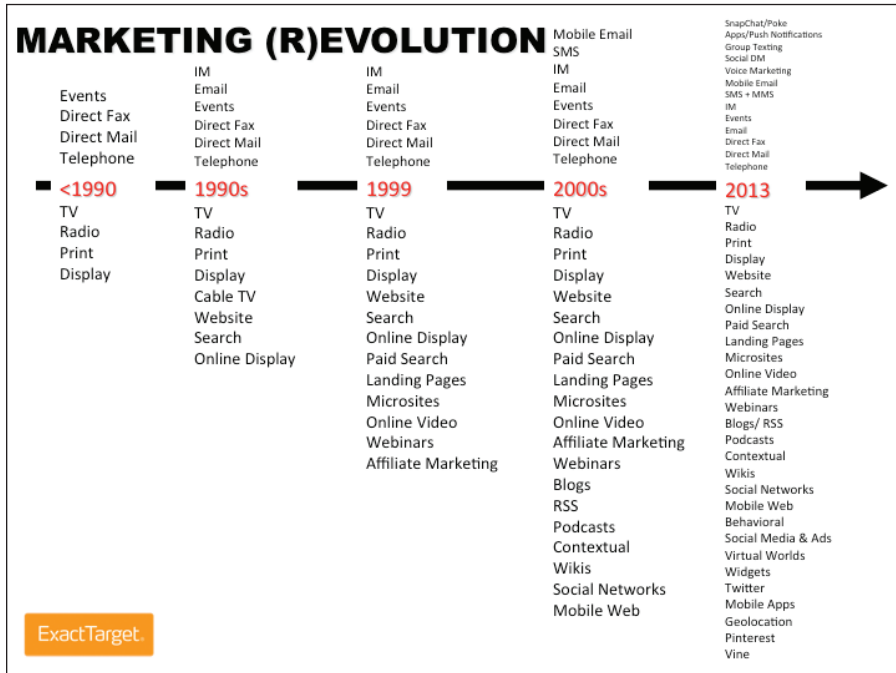 MARKETING (R)EVOLUTION
Events
Direct Fax
Direct Mail
Telephone
<1990
TV
Radio
Print
Display
IM
Email
Events
Direct Fax
Direct Mail
Telephone
1990s
TV
Radio
Print
Display
Cable TV
Website
Search
Online Display
IM
Email
Events
Direct Fax
Direct Mail
Telephone
1999
TV
Radio
Print
Display
Website
Search
Online Display
Paid Search
Landing Pages
Microsites
Online Video
Webinars
Affiliate Marketing
Mobile Email
SMS
IM
Email
Events
Direct Fax
Direct Mail
Telephone
2000s
TV
Radio
Print
Display
Website
Search
Online Display
Paid Search
Landing Pages
Microsites
Online Video
Affiliate Marketing
Webinars
Blogs
RSS
Podcasts
Contextual
Wikis
Social Networks
Mobile Web
SnapChat/Poke
Apps/Push Notifications
Group Texting
Social DM
Voice Marketing
Mobile Email
SMS + MMS
IM
Events
Email
Direct Fax
Direct Mail
Telephone
2013
TV
Radio
Print
Display
Website
Search
Online Display
Paid Search
Landing Pages
Microsites
Online Video
Affiliate Marketing
Webinars
Blogs/ RSS
Podcasts
Contextual
Wikis
Social Networks
Mobile Web
Behavioral
Social Media & Ads
Virtual Worlds
Widgets
Twitter
Mobile Apps
Geolocation
Pinterest
Vine
ExactTarget.